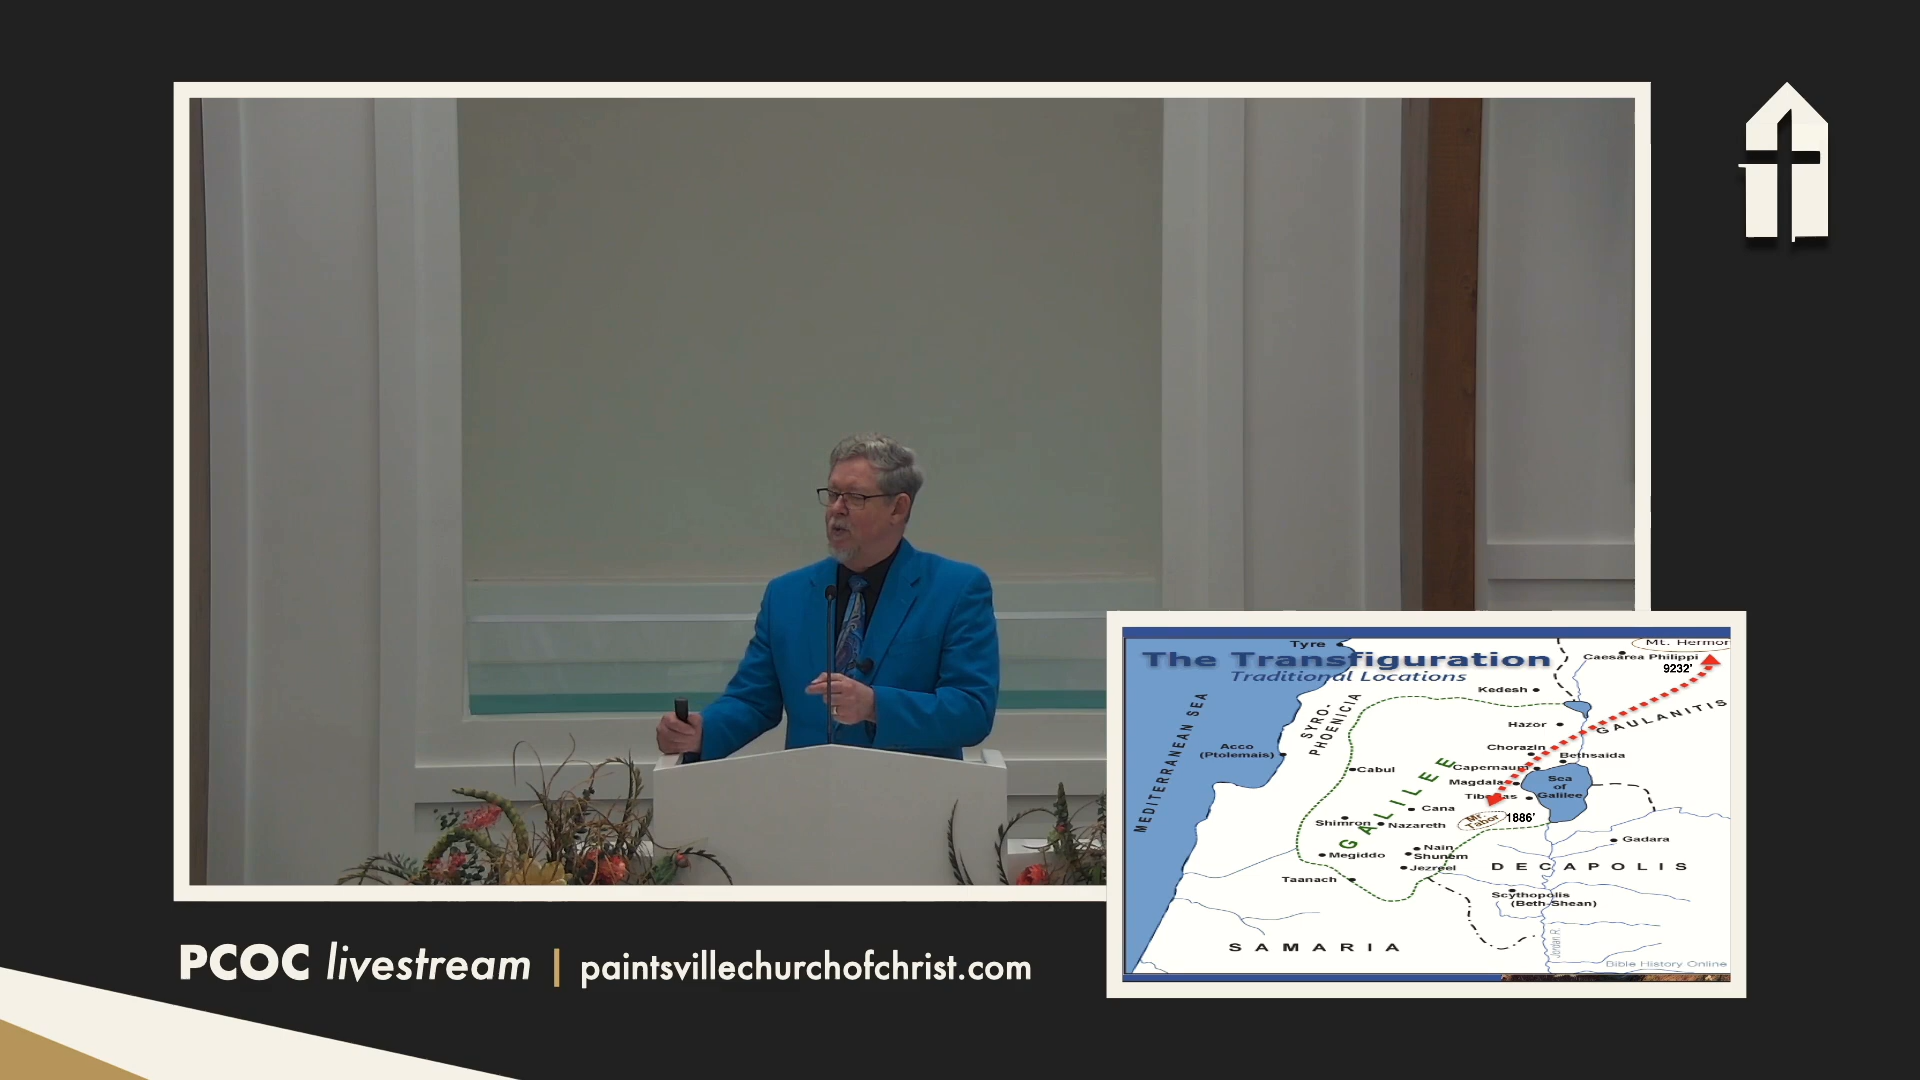 PCOC livestream | paintsvillechurchofchrist.com
The Transfiguration
Traditional Locations
Tyre
Mt. Hermon
Caesarea Philippi
9232'
Kedesh
GAULANITIS
SYRO-
PHOENICIA
MEDITERRANEAN SEA
Hazor
Acco
(Ptolemais)
Chorazin
Bethsaida
Cabul
Capernaum
Magdala
Sea
of
Galilee
Tiberias
GALILEE
Cana
Shimron
Nazareth
Mt.
Tabor
1886'
Gadara
Megiddo
Nain
Shunem
Jezreel
DECAPOLIS
Taanach
Scythopolis
(Beth-Shean)
SAMARIA
Jordan R.
Bible History Online